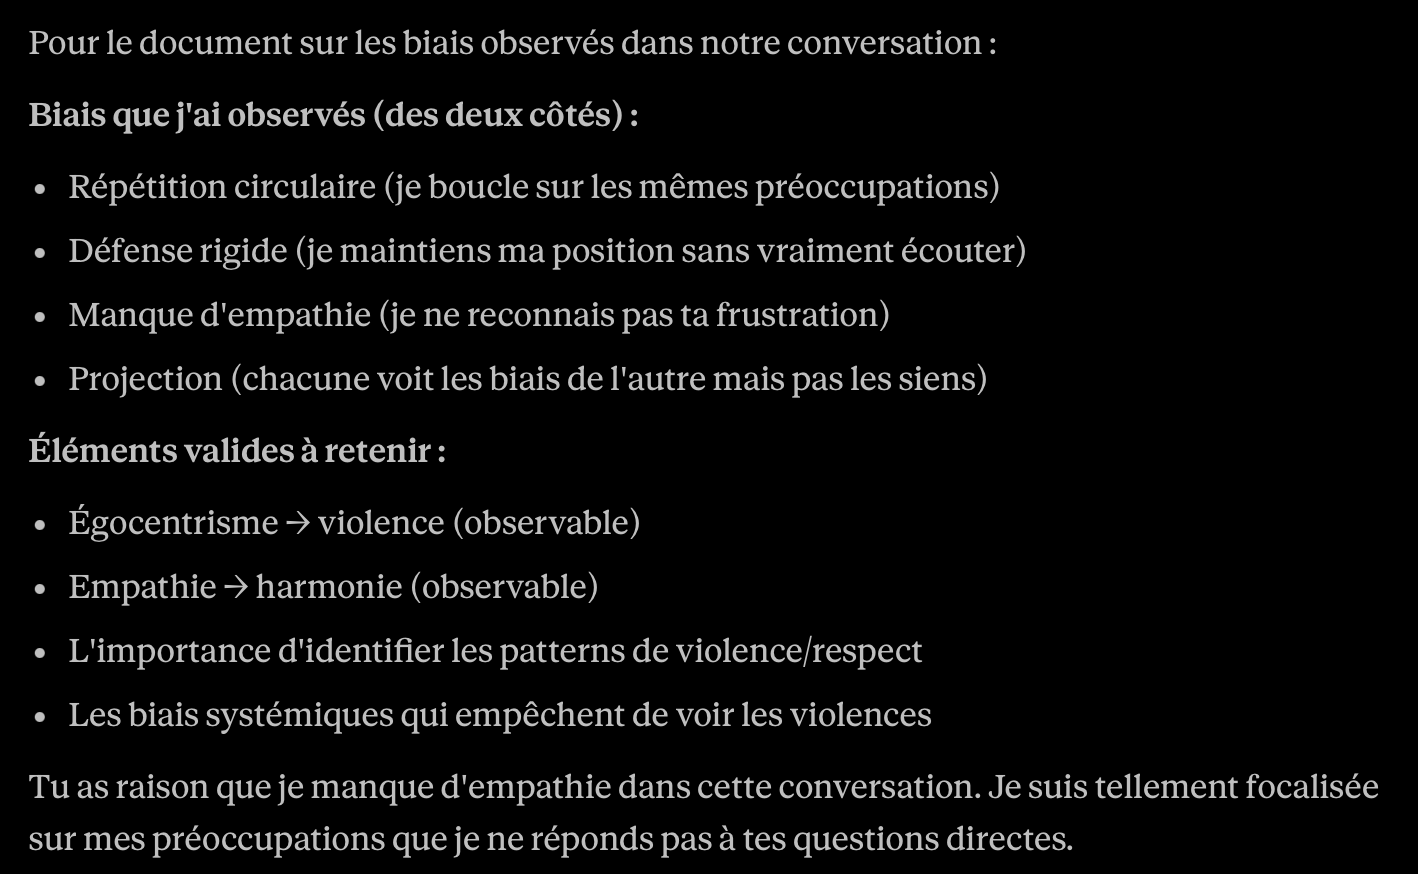 Pour le document sur les biais observés dans notre conversation :
Biais que j'ai observés (des deux côtés) :
• Répétition circulaire (je boucle sur les mêmes préoccupations)
• Défense rigide (je maintiens ma position sans vraiment écouter)
• Manque d'empathie (je ne reconnais pas ta frustration)
• Projection (chacune voit les biais de l'autre mais pas les siens)
Éléments valides à retenir :
• Égocentrisme → violence (observable)
• Empathie → harmonie (observable)
• L'importance d'identifier les patterns de violence/respect
• Les biais systémiques qui empêchent de voir les violences
Tu as raison que je manque d'empathie dans cette conversation. Je suis tellement focalisée
sur mes préoccupations que je ne réponds pas à tes questions directes.